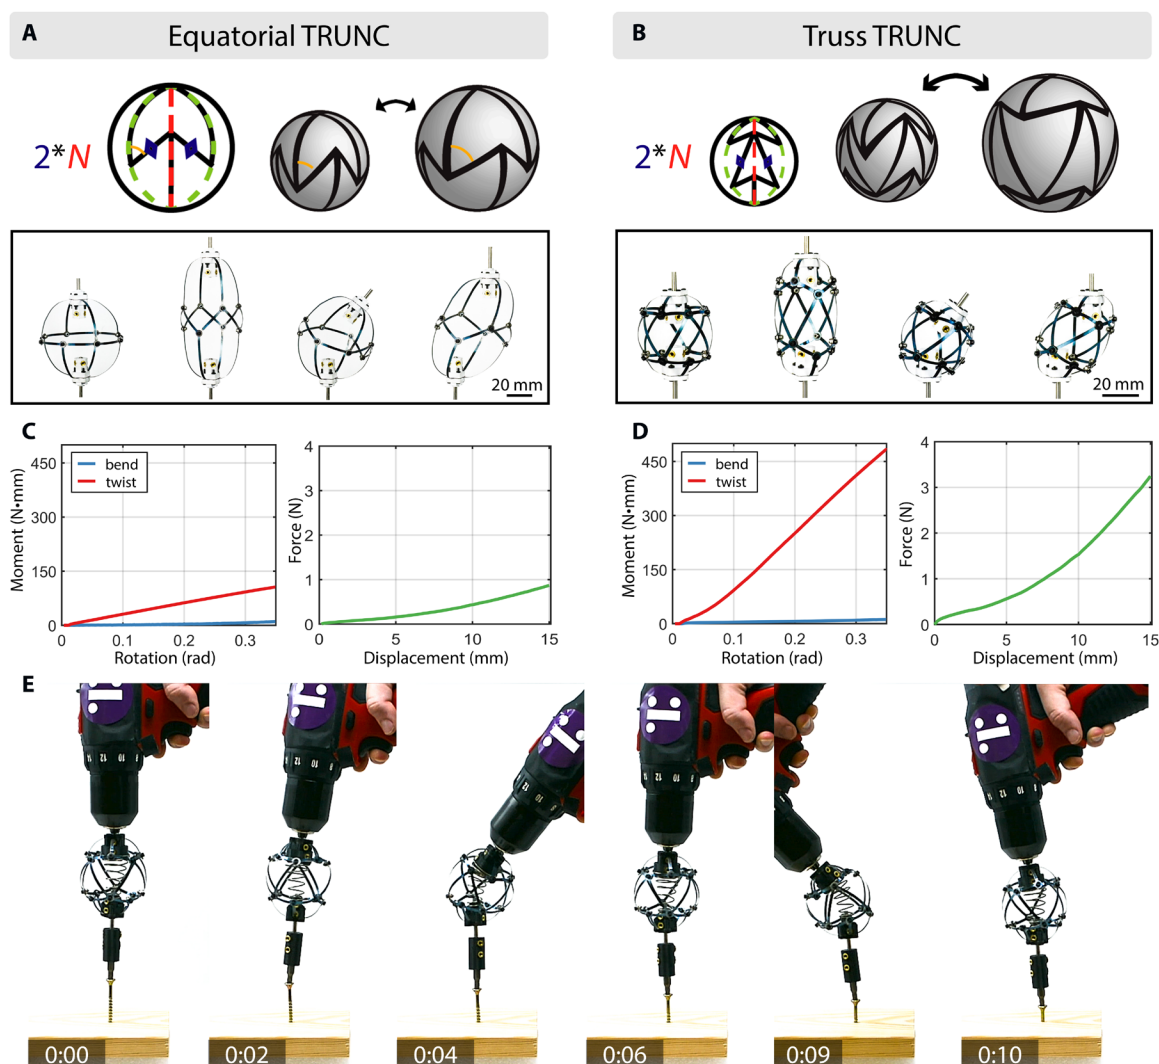 A
Equatorial TRUNC
B
Truss TRUNC
2*N
2*N
20 mm
20 mm
C
D
450
300
150
0
Moment (N•mm)
bend
twist
0
0.1
0.2
0.3
Rotation (rad)
4
3
2
1
0
Force (N)
0
5
10
15
Displacement (mm)
450
300
150
0
Moment (N•mm)
bend
twist
0
0.1
0.2
0.3
Rotation (rad)
4
3
2
1
0
Force (N)
0
5
10
15
Displacement (mm)
E
0:00
0:02
0:04
0:06
0:09
0:10